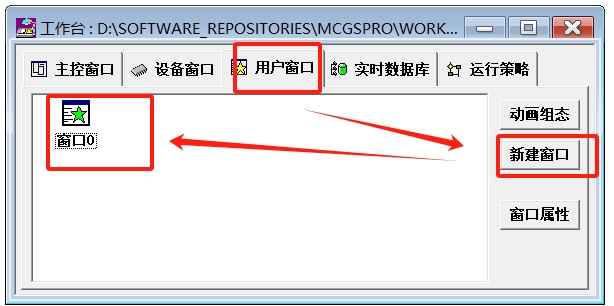 工作台 : D:\SOFTWARE_REPOSITORIES\MCGSPRO\WORK...
主控窗口 设备窗口 用户窗口 实时数据库 运行策略
窗口0
动画组态
新建窗口
窗口属性